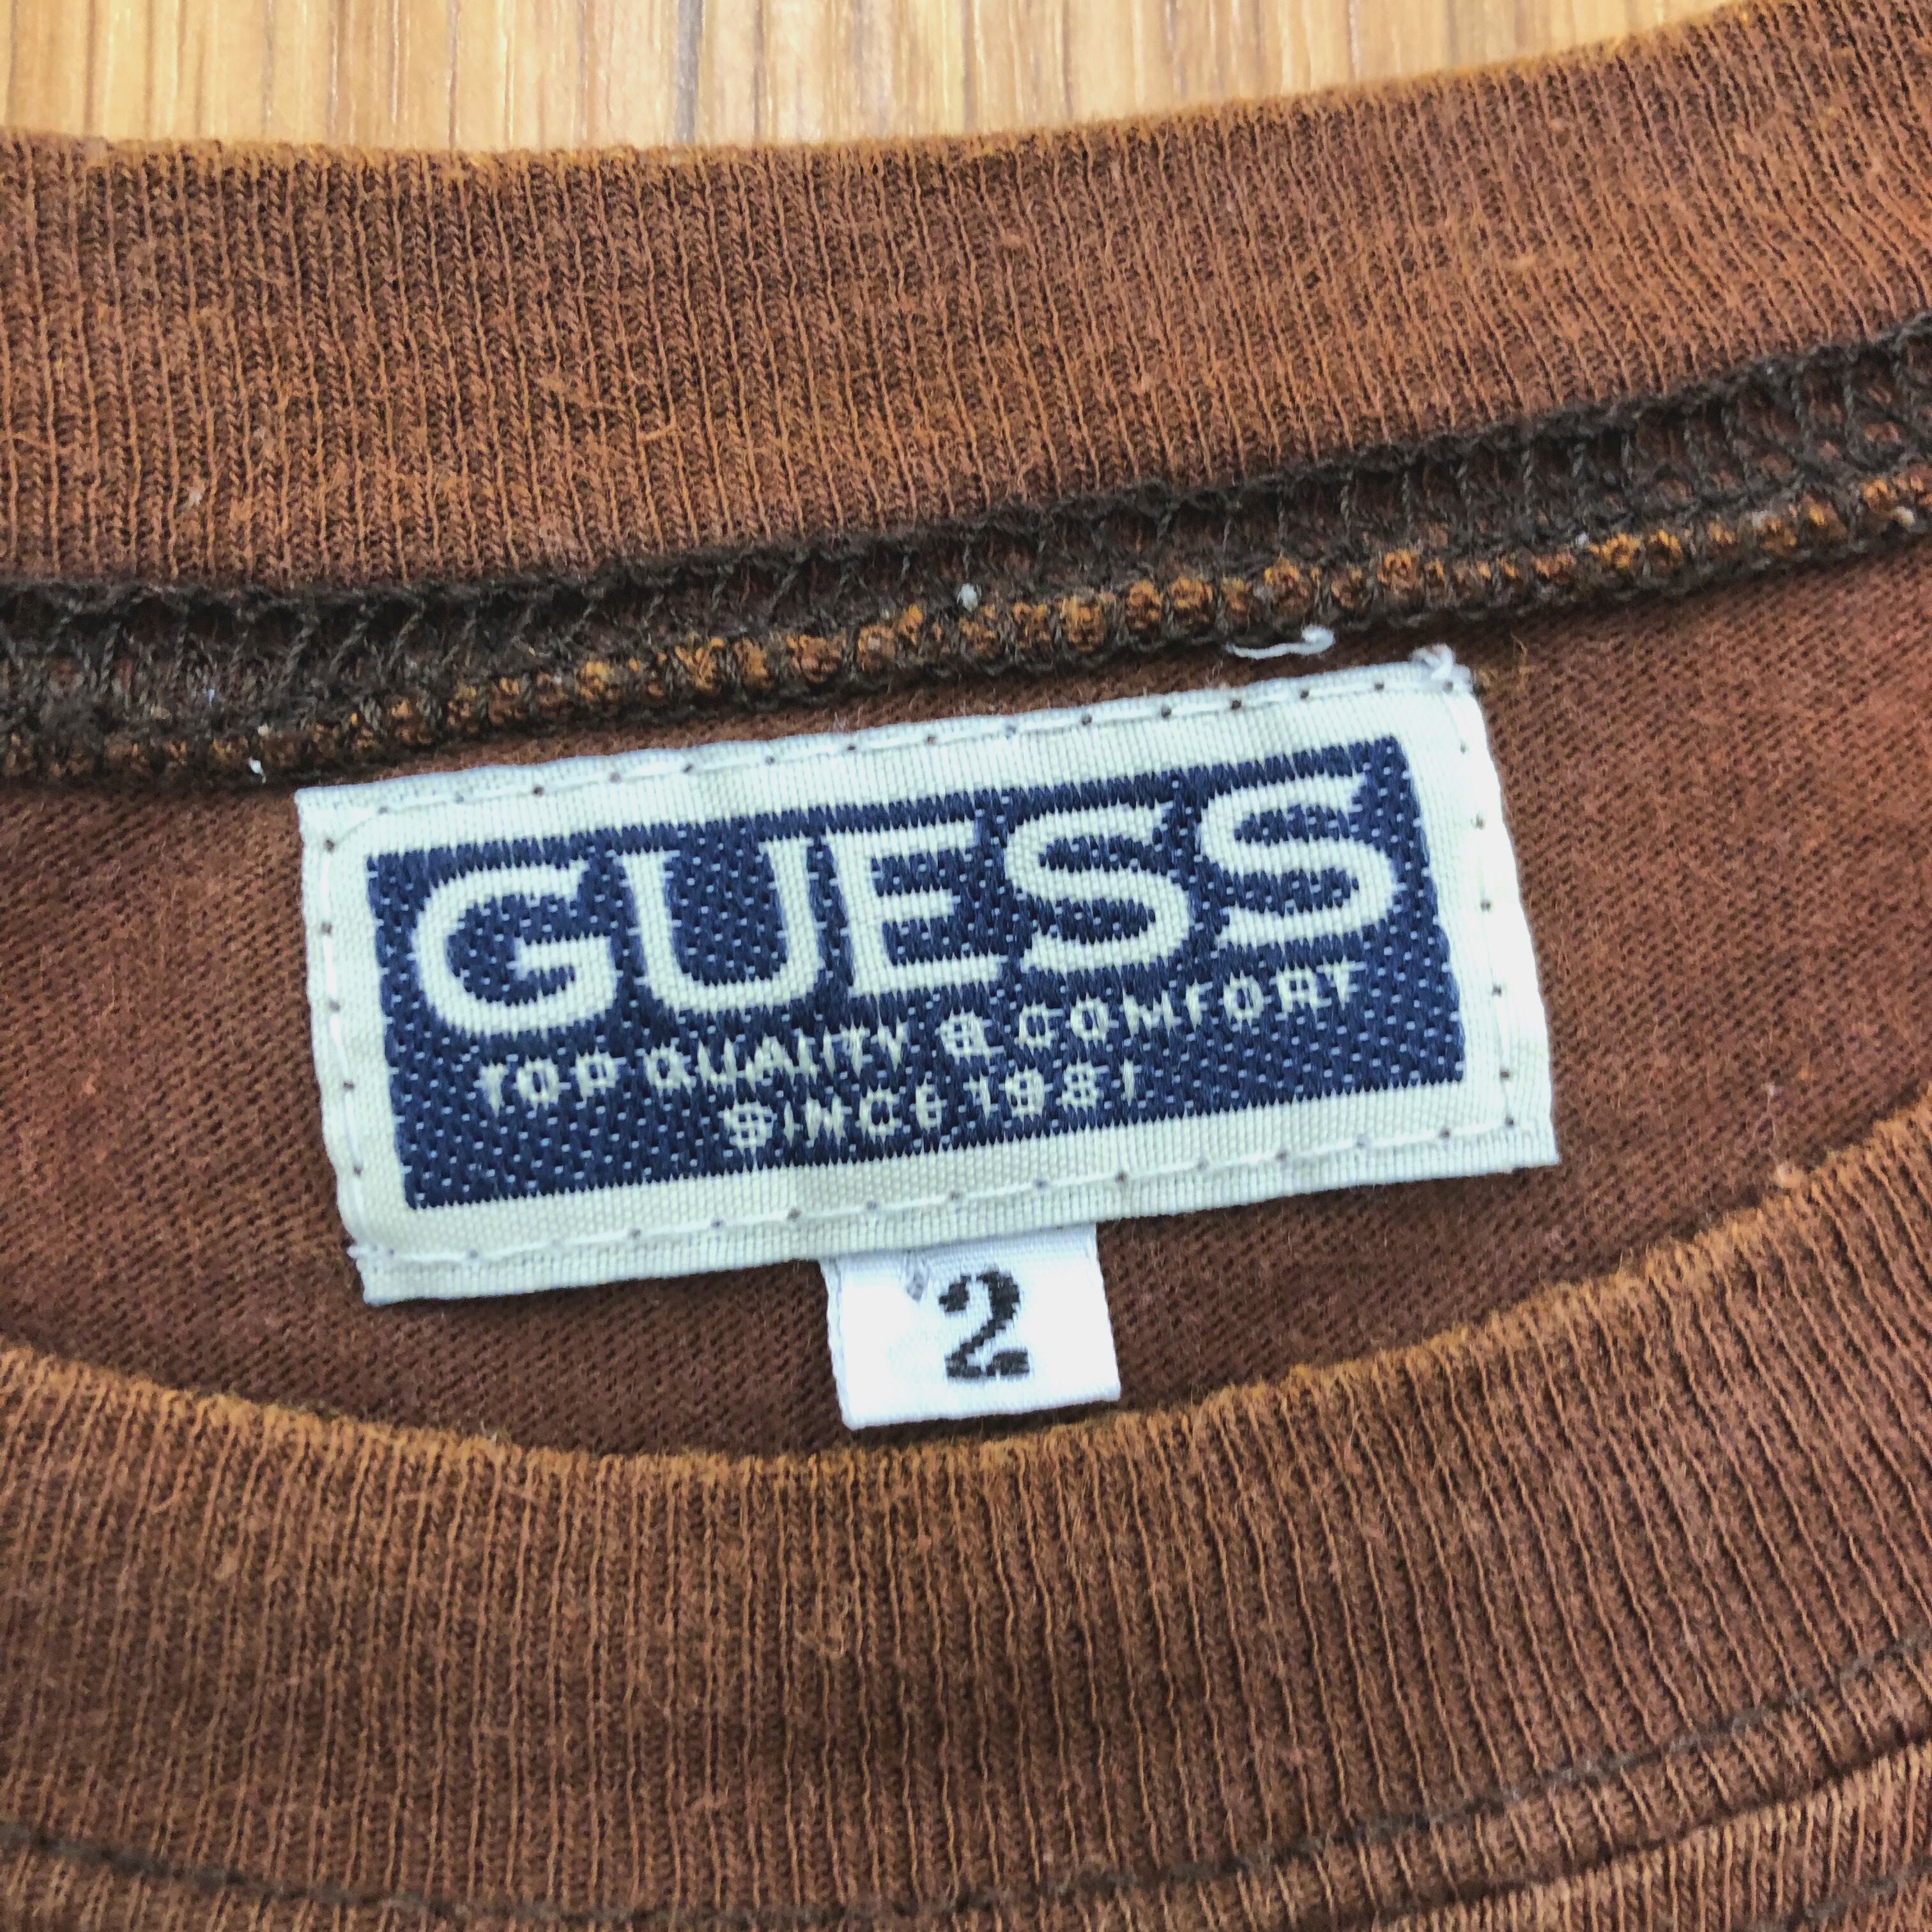 GUESS
TOP QUALITY & COMFORT
SINCE 1981
2